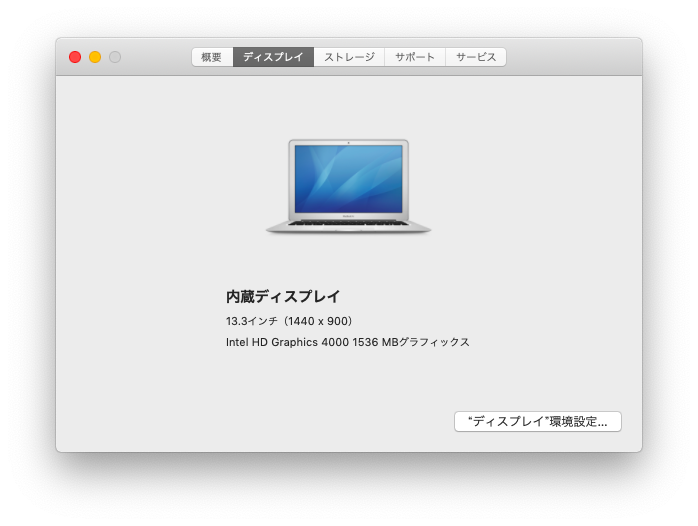 概要 ディスプレイ ストレージ サポート サービス
内蔵ディスプレイ
13.3インチ（1440 x 900）
Intel HD Graphics 4000 1536 MBグラフィックス
“ディスプレイ”環境設定...